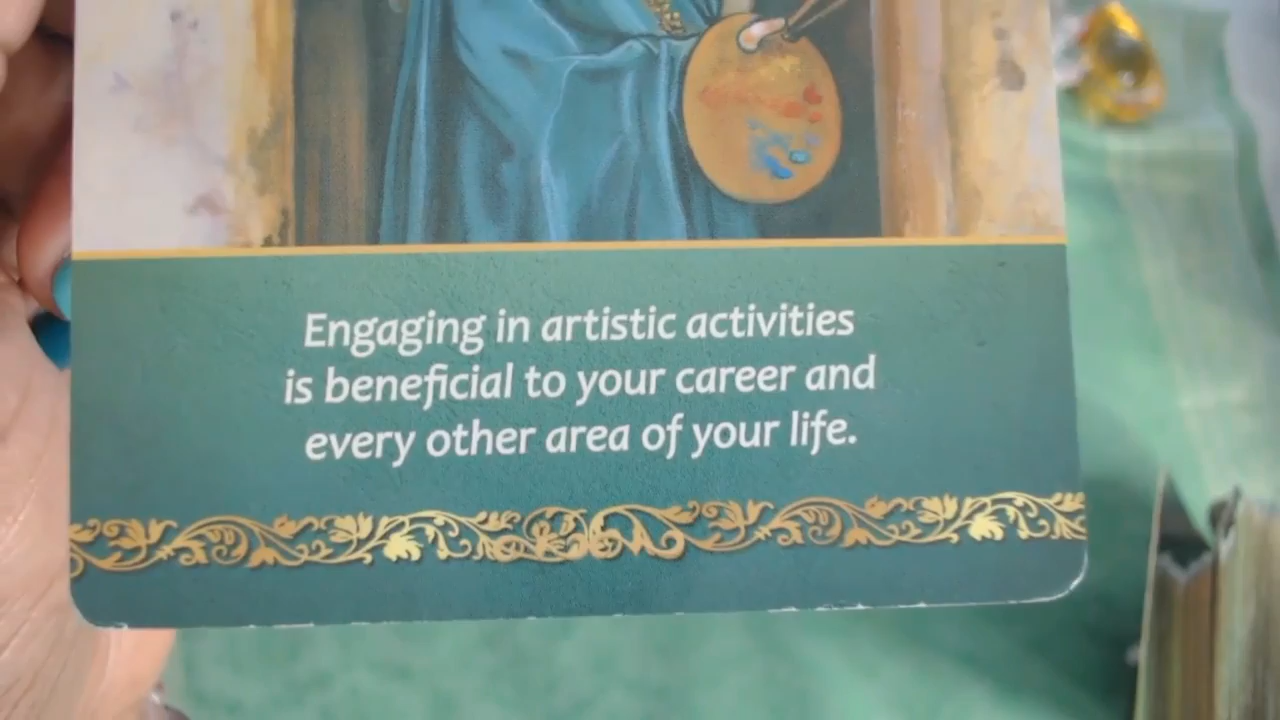 Engaging in artistic activities
is beneficial to your career and
every other area of your life.